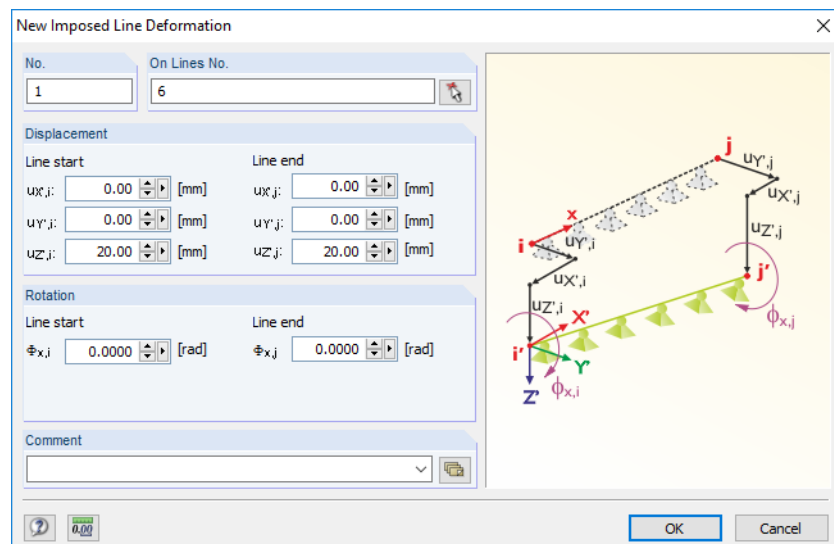 New Imposed Line Deformation
No.
On Lines No.
1
6
Displacement
Line start
Line end
uX',i: 0.00 [mm]
uX',j: 0.00 [mm]
uY',i: 0.00 [mm]
uY',j: 0.00 [mm]
uZ',i: 20.00 [mm]
uZ',j: 20.00 [mm]
Rotation
Line start
Line end
Φx,i 0.0000 [rad]
Φx,j 0.0000 [rad]
Comment
0.00
OK
Cancel
j
uY',j
uX',j
x
i
uY',i
uZ',j
uX',i
j'
uZ',i
X'
ϕx,j
i'
Y'
Z'
ϕx,i